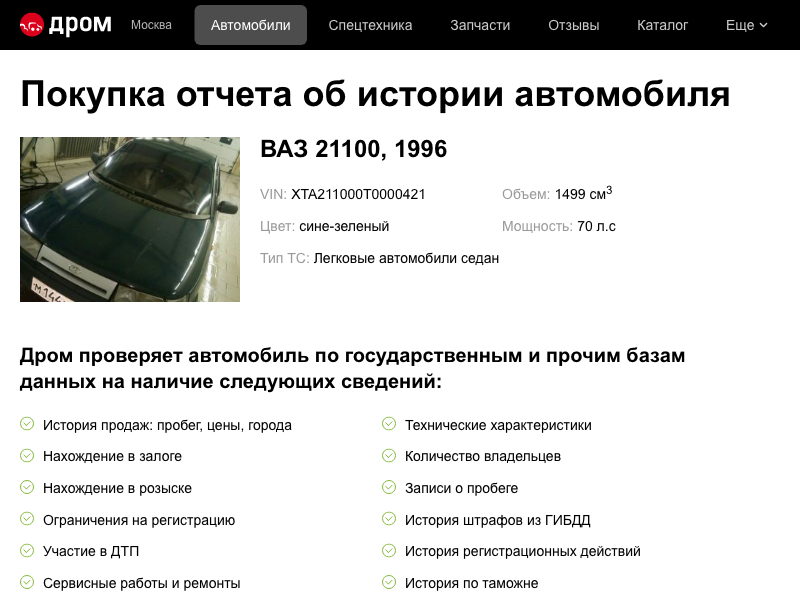 дром Москва Автомобили Спецтехника Запчасти Отзывы Каталог Еще
Покупка отчета об истории автомобиля
ВАЗ 21100, 1996
VIN: XTA211000T0000421 Объем: 1499 см3
Цвет: сине-зеленый Мощность: 70 л.с
Тип ТС: Легковые автомобили седан
Дром проверяет автомобиль по государственным и прочим базам
данных на наличие следующих сведений:
История продаж: пробег, цены, города Технические характеристики
Нахождение в залоге Количество владельцев
Нахождение в розыске Записи о пробеге
Ограничения на регистрацию История штрафов из ГИБДД
Участие в ДТП История регистрационных действий
Сервисные работы и ремонты История по таможне